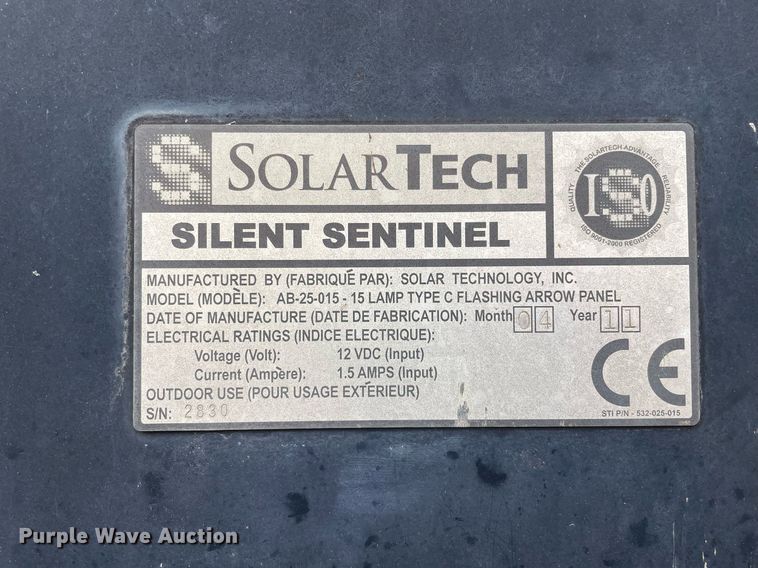 S SOLARTECH
SILENT SENTINEL
THE SOLARTECH ADVANTAGE
QUALITY
RELIABILITY
ISO
ISO 9001-2000 REGISTERED
MANUFACTURED BY (FABRIQUÉ PAR): SOLAR TECHNOLOGY, INC.
MODEL (MODÈLE): AB-25-015 - 15 LAMP TYPE C FLASHING ARROW PANEL
DATE OF MANUFACTURE (DATE DE FABRICATION): Month 04 Year 11
ELECTRICAL RATINGS (INDICE ELECTRIQUE):
Voltage (Volt): 12 VDC (Input)
Current (Ampère): 1.5 AMPS (Input)
OUTDOOR USE (POUR USAGE EXTÉRIEUR)
S/N: 2830
CE
STI P/N - 532-025-015
Purple Wave Auction